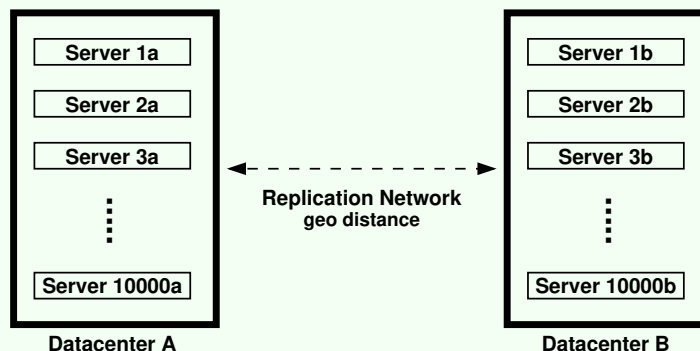 Server 1a
Server 2a
Server 3a
Server 10000a
Datacenter A
Replication Network
geo distance
Server 1b
Server 2b
Server 3b
Server 10000b
Datacenter B